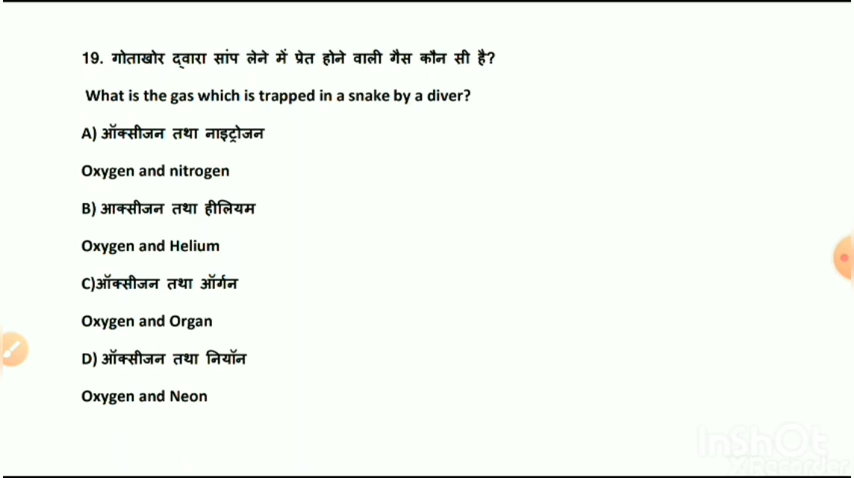 19. गोताखोर द्वारा सांप लेने में प्रेत होने वाली गैस कौन सी है?
What is the gas which is trapped in a snake by a diver?
A) ऑक्सीजन तथा नाइट्रोजन
Oxygen and nitrogen
B) आक्सीजन तथा हीलियम
Oxygen and Helium
C)ऑक्सीजन तथा ऑर्गन
Oxygen and Organ
D) ऑक्सीजन तथा नियॉन
Oxygen and Neon
InShOt
XRecorder